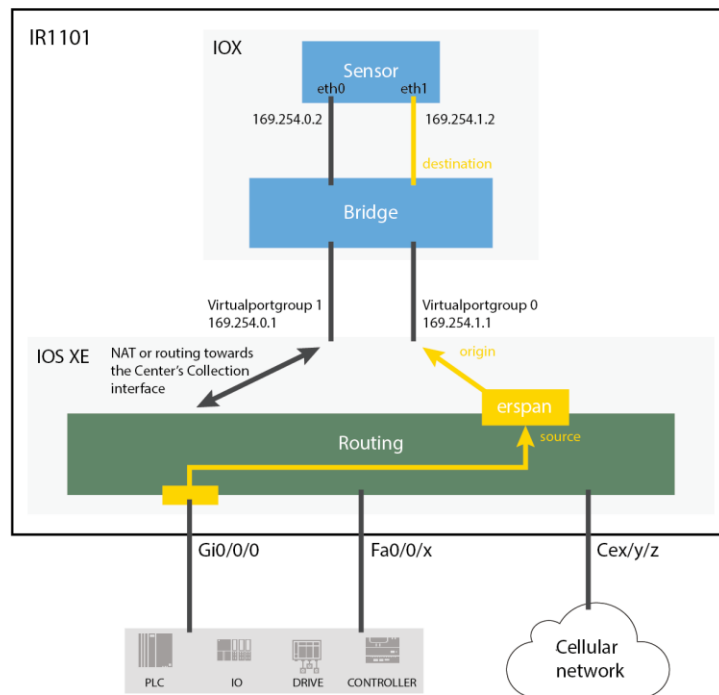 IR1101
IOX
Sensor
eth0
eth1
169.254.0.2
169.254.1.2
destination
Bridge
Virtualportgroup 1
169.254.0.1
Virtualportgroup 0
169.254.1.1
IOS XE
NAT or routing towards
the Center's Collection
interface
origin
erspan
source
Routing
Gi0/0/0
Fa0/0/x
Cex/y/z
PLC
IO
DRIVE
CONTROLLER
Cellular
network